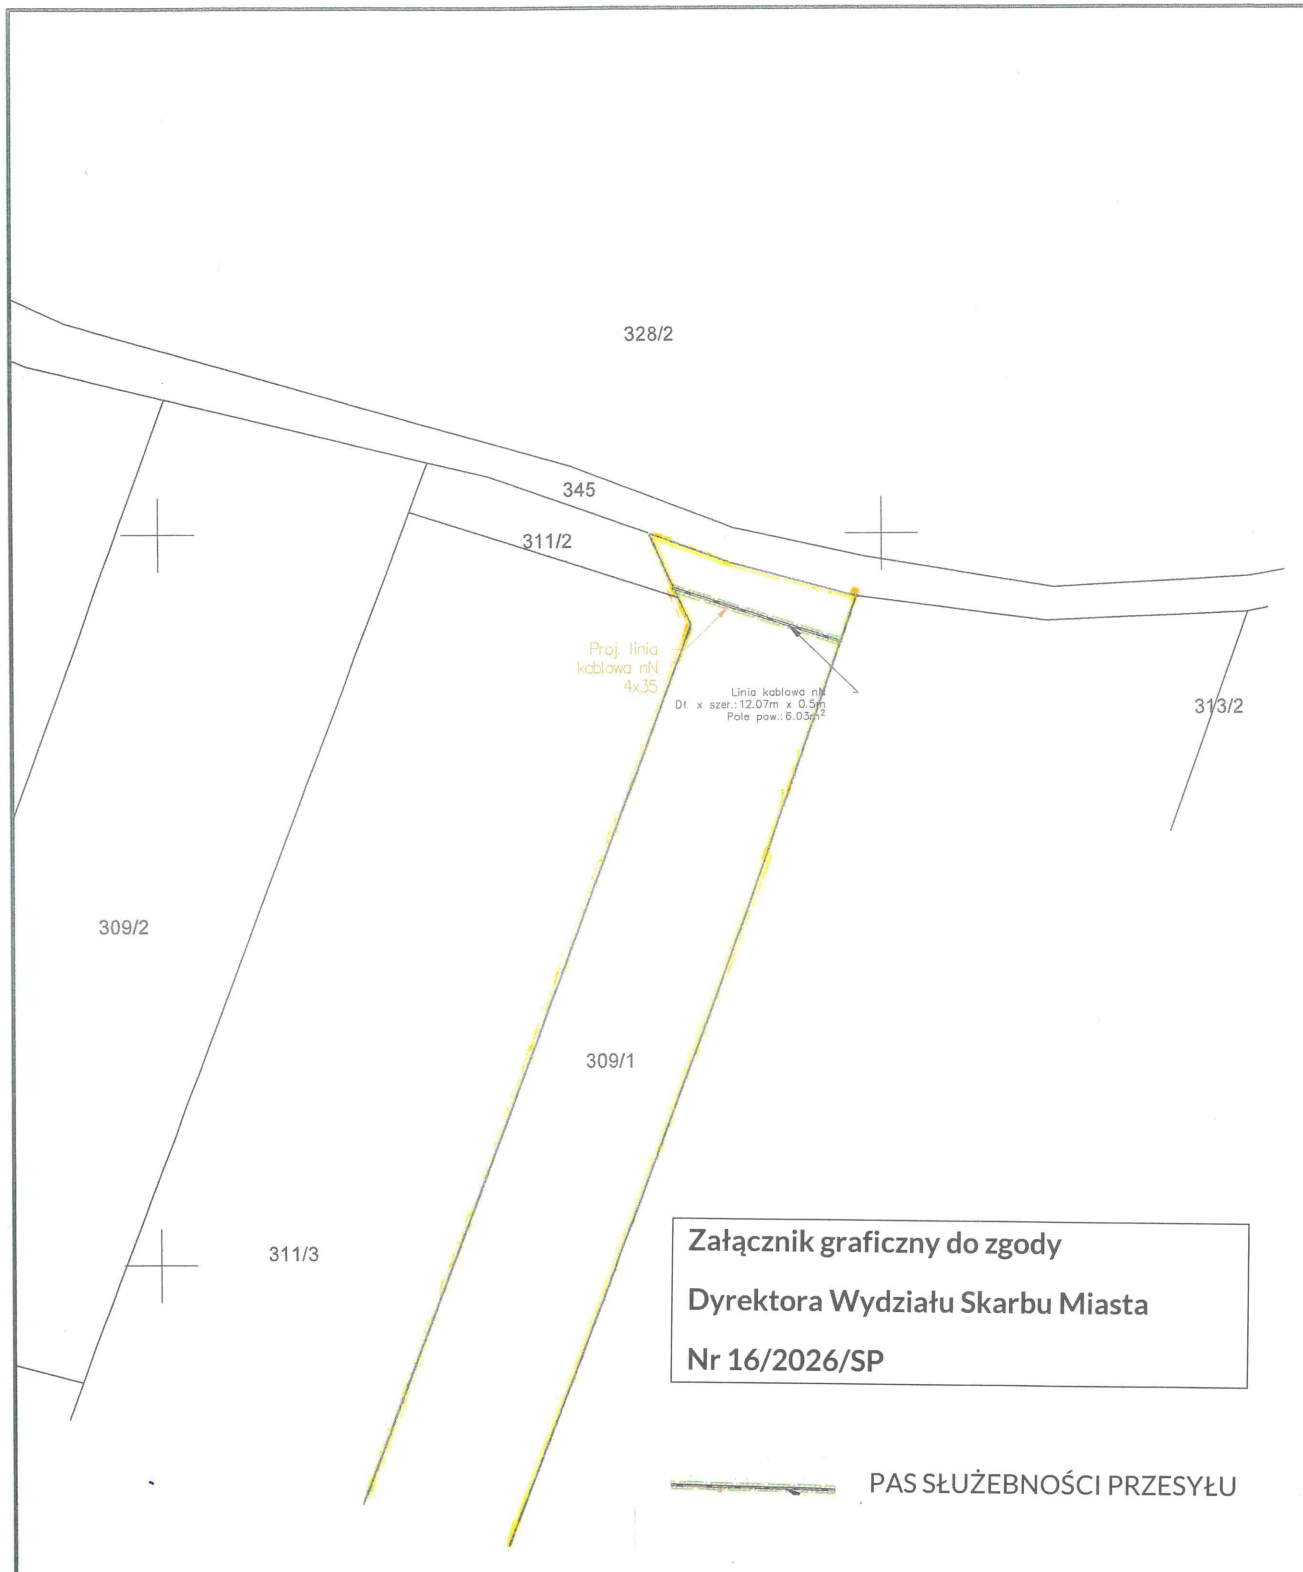 328/2
345
311/2
Proj. linia
kablowa nN
4x35
Linia kablowa nN
Dł. x szer.: 12.07m x 0.5m
Pole pow.: 6.03m²
313/2
309/2
309/1
311/3
Załącznik graficzny do zgody
Dyrektora Wydziału Skarbu Miasta
Nr 16/2026/SP
PAS SŁUŻEBNOŚCI PRZESYŁU